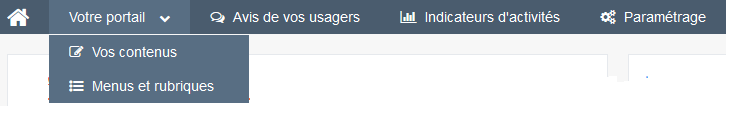 Votre portail Avis de vos usagers Indicateurs d'activités Paramétrage
Vos contenus
Menus et rubriques